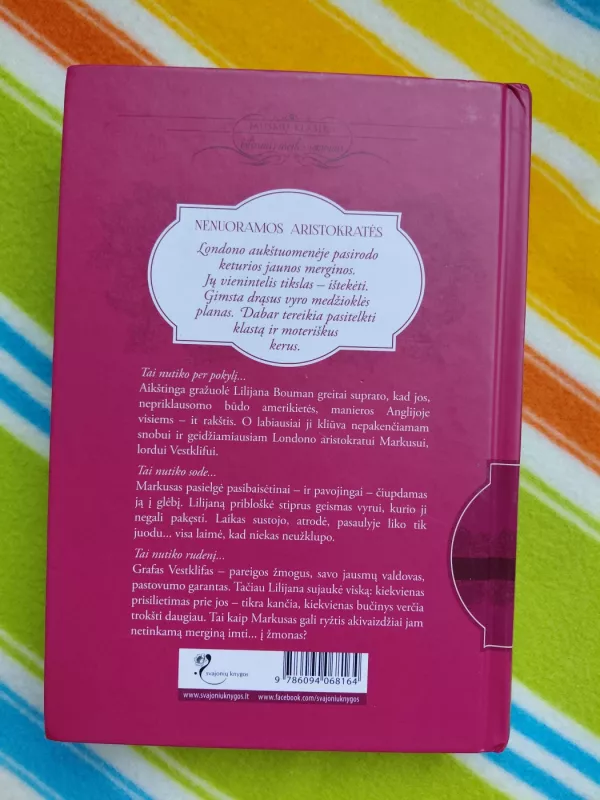 NENUORAMOS ARISTOKRATĖS
Londono aukštuomenėje pasirodo
keturios jaunos merginos.
Jų vienintelis tikslas – ištekėti.
Gimsta drąsus vyro medžioklės
planas. Dabar tereikia pasitelkti
klastą ir moteriškus
kerus.
Tai nutiko per pokylį...
Aikštinga gražuolė Lilijana Bouman greitai suprato, kad jos,
nepriklausomo būdo amerikietės, manieros Anglijoje
visiems – it rakštis. O labiausiai ji kliūva nepakenčiamam
snobui ir geidžiamiausiam Londono aristokratui Markusui,
lordui Vestklifui.
Tai nutiko sode...
Markusas pasielgė pasibaisėtinai – ir pavojingai – čiupdamas
ją į glėbį. Lilijaną pribloškė stiprus geismas vyrui, kurio ji
negali pakęsti. Laikas sustojo, atrodė, pasaulyje liko tik
juodu... visa laimė, kad niekas neužklupo.
Tai nutiko rudenį...
Grafas Vestklifas – pareigos žmogus, savo jausmų valdovas,
pastovumo garantas. Tačiau Lilijana sujaukė viską: kiekvienas
prisilietimas prie jos – tikra kančia, kiekvienas bučinys verčia
trokšti daugiau. Tai kaip Markusas gali ryžtis akivaizdžiai jam
netinkamą merginą imti... į žmonas?
svajonių knygos
9 786094 068164
www.svajoniuknygos.lt
www.facebook.com/svajoniuknygos